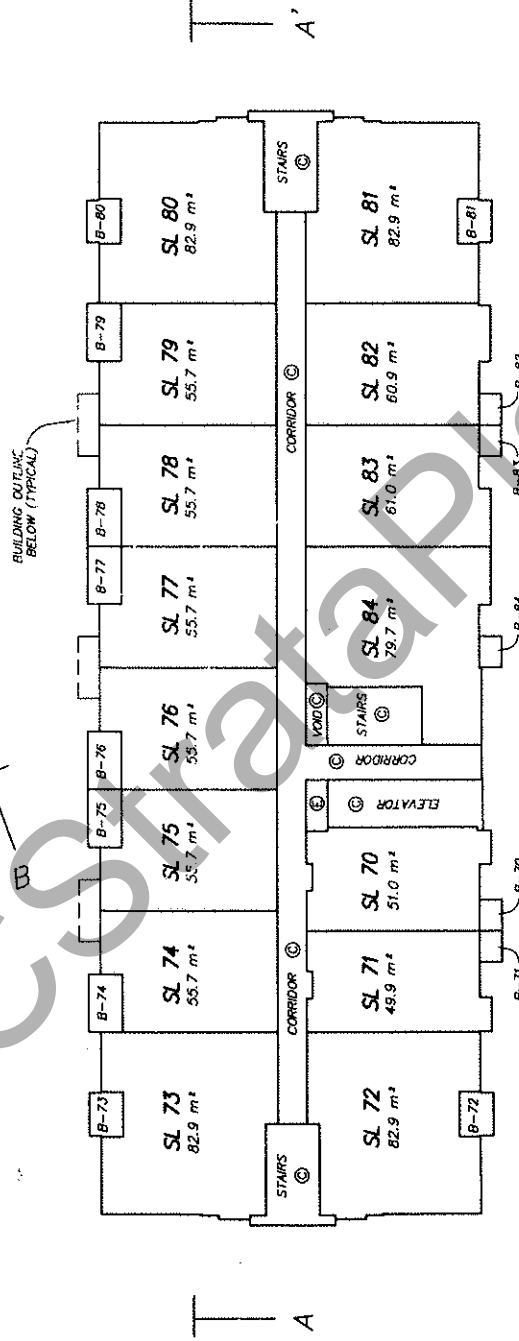 A'
BUILDING OUTLINE
BELOW (TYPICAL)
B
B-73
B-74
B-75
B-76
B-77
B-78
B-79
B-80
SL 73
82.9 m²
SL 74
55.7 m²
SL 75
55.7 m²
SL 76
55.7 m²
SL 77
55.7 m²
SL 78
55.7 m²
SL 79
55.7 m²
SL 80
82.9 m²
STAIRS
©
CORRIDOR ©
CORRIDOR ©
STAIRS
©
SL 72
82.9 m²
SL 71
49.9 m²
SL 70
51.0 m²
Ⓔ
ELEVATOR ©
CORRIDOR ©
VOID ©
STAIRS
©
SL 84
79.7 m²
SL 83
61.0 m²
SL 82
60.9 m²
SL 81
82.9 m²
B-72
B-71
B-70
B-84
B-83
B-82
B-81
A
CStrataPla